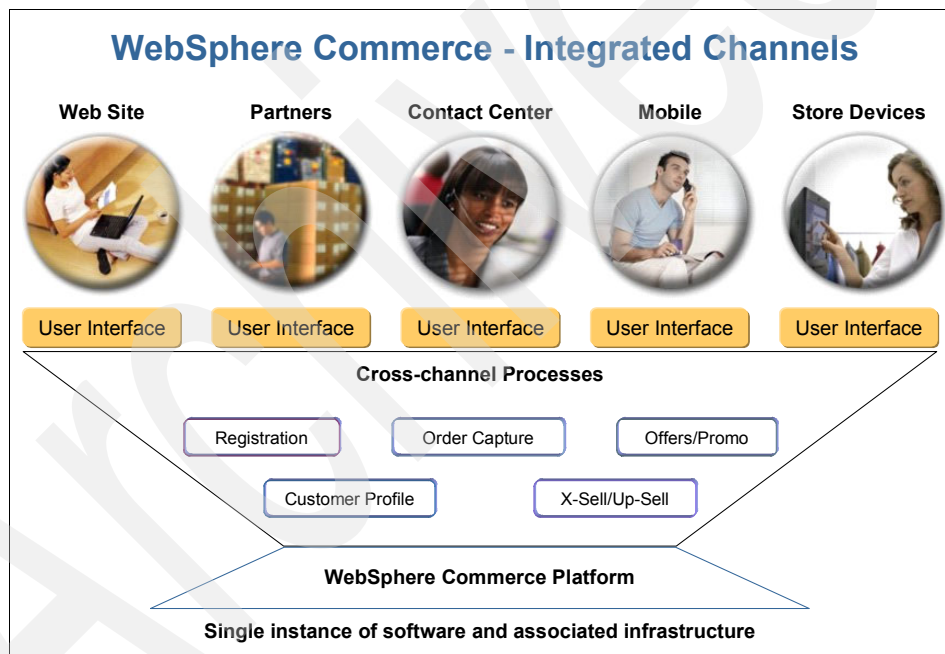 WebSphere Commerce - Integrated Channels
Web Site
Partners
Contact Center
Mobile
Store Devices
User Interface
User Interface
User Interface
User Interface
User Interface
Cross-channel Processes
Registration
Order Capture
Offers/Promo
Customer Profile
X-Sell/Up-Sell
WebSphere Commerce Platform
Single instance of software and associated infrastructure
Archived